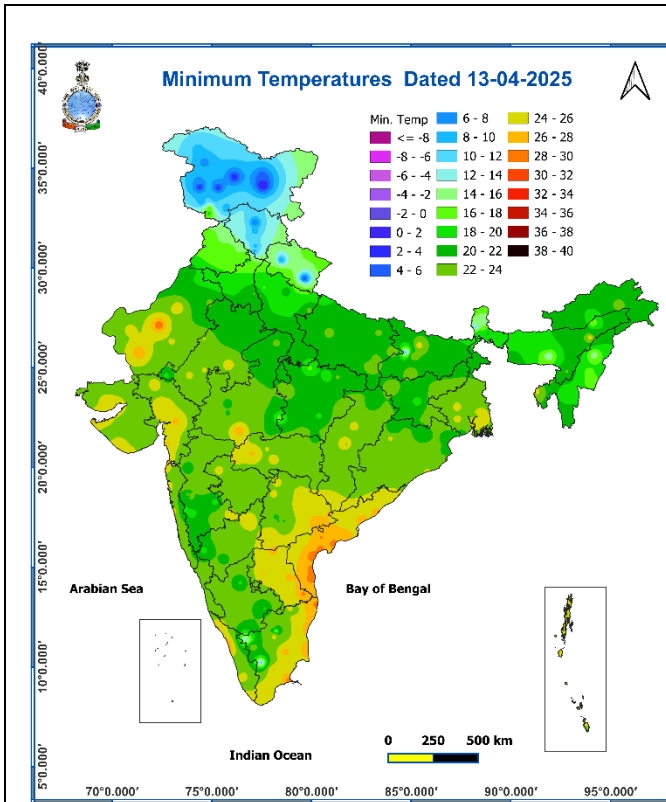 Minimum Temperatures Dated 13-04-2025
Min. Temp
<= -8
-8 - -6
-6 - -4
-4 - -2
-2 - 0
0 - 2
2 - 4
4 - 6
6 - 8
8 - 10
10 - 12
12 - 14
14 - 16
16 - 18
18 - 20
20 - 22
22 - 24
24 - 26
26 - 28
28 - 30
30 - 32
32 - 34
34 - 36
36 - 38
38 - 40
40°0.000'
35°0.000'
30°0.000'
25°0.000'
20°0.000'
15°0.000'
10°0.000'
5°0.000'
Arabian Sea
Bay of Bengal
Indian Ocean
0 250 500 km
70°0.000' 75°0.000' 80°0.000' 85°0.000' 90°0.000' 95°0.000'